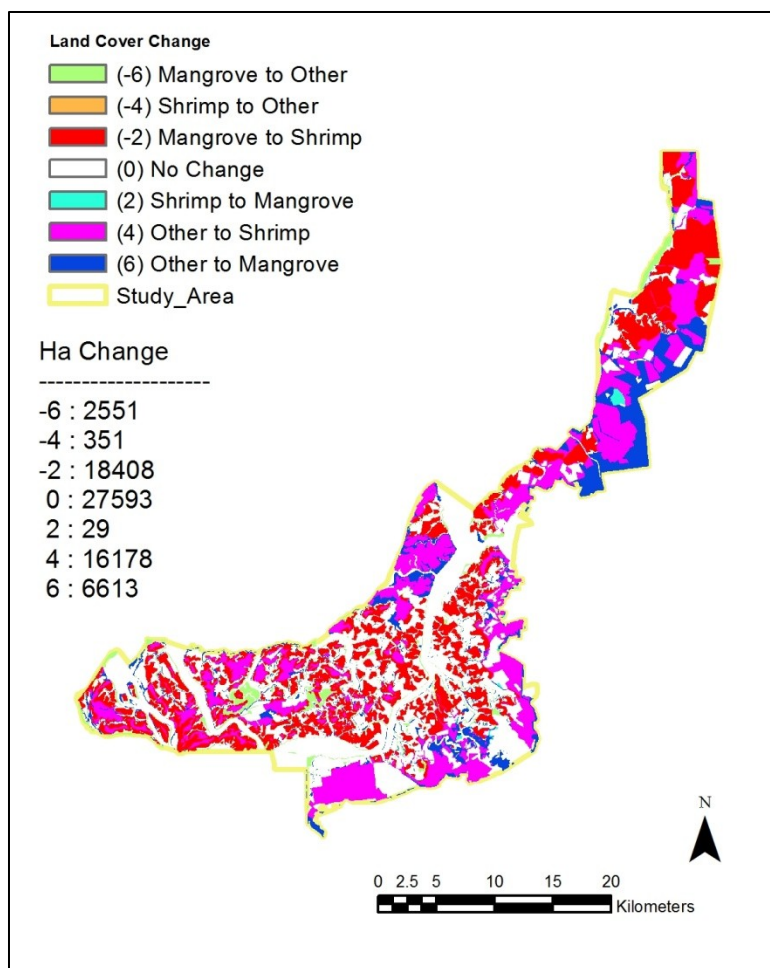 Land Cover Change
(-6) Mangrove to Other
(-4) Shrimp to Other
(-2) Mangrove to Shrimp
(0) No Change
(2) Shrimp to Mangrove
(4) Other to Shrimp
(6) Other to Mangrove
Study_Area
Ha Change
--------------------
-6 : 2551
-4 : 351
-2 : 18408
0 : 27593
2 : 29
4 : 16178
6 : 6613
N
0 2.5 5 10 15 20
Kilometers